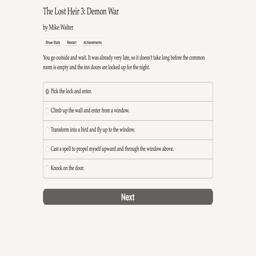 The Lost Heir 3: Demon War
by Mike Walter
Show Stats Restart Achievements
You go outside and wait. It was already very late, so it doesn't take long before the common
room is empty and the inn doors are locked up for the night.
Pick the lock and enter.
Climb up the wall and enter from a window.
Transform into a bird and fly up to the window.
Cast a spell to propel myself upward and through the window above.
Knock on the door.
Next